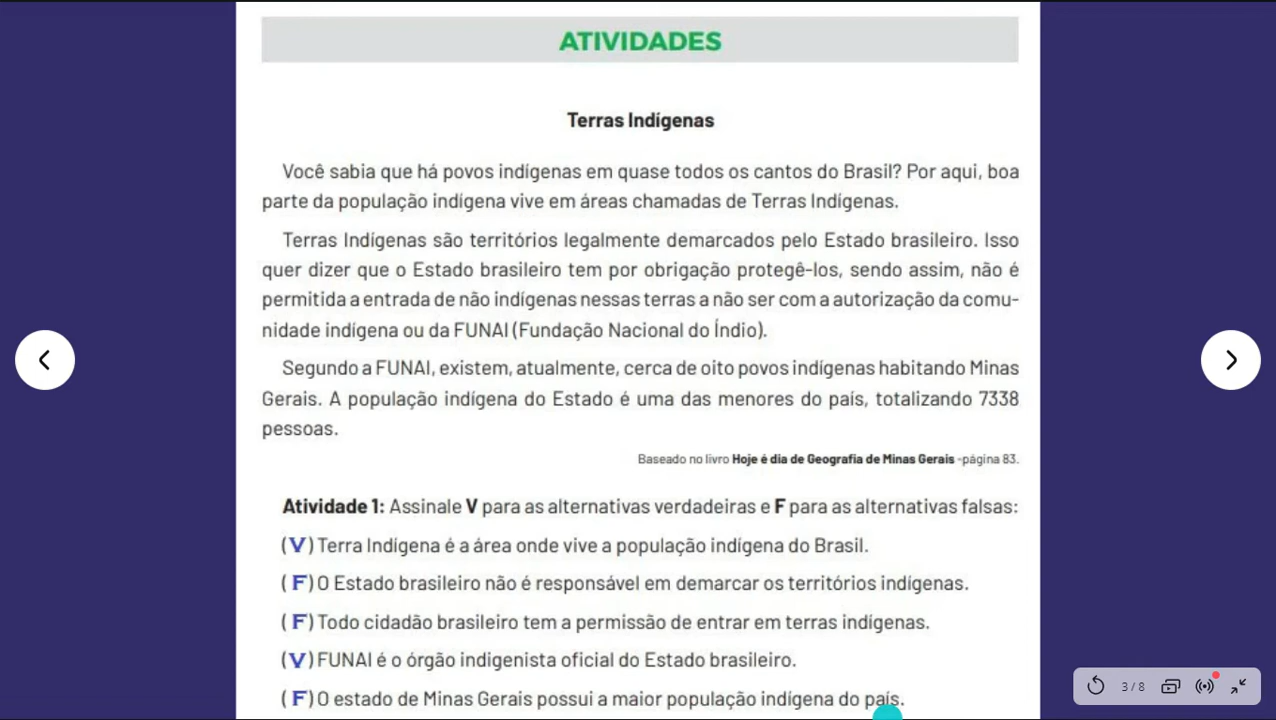 ATIVIDADES
Terras Indígenas
Você sabia que há povos indígenas em quase todos os cantos do Brasil? Por aqui, boa
parte da população indígena vive em áreas chamadas de Terras Indígenas.
Terras Indígenas são territórios legalmente demarcados pelo Estado brasileiro. Isso
quer dizer que o Estado brasileiro tem por obrigação protegê-los, sendo assim, não é
permitida a entrada de não indígenas nessas terras a não ser com a autorização da comu-
nidade indígena ou da FUNAI (Fundação Nacional do Índio).
Segundo a FUNAI, existem, atualmente, cerca de oito povos indígenas habitando Minas
Gerais. A população indígena do Estado é uma das menores do país, totalizando 7338
pessoas.
Baseado no livro Hoje é dia de Geografia de Minas Gerais -página 83.
Atividade 1: Assinale V para as alternativas verdadeiras e F para as alternativas falsas:
(V) Terra Indígena é a área onde vive a população indígena do Brasil.
( F) O Estado brasileiro não é responsável em demarcar os territórios indígenas.
( F) Todo cidadão brasileiro tem a permissão de entrar em terras indígenas.
(V) FUNAI é o órgão indigenista oficial do Estado brasileiro.
( F) O estado de Minas Gerais possui a maior população indígena do país.
3 / 8